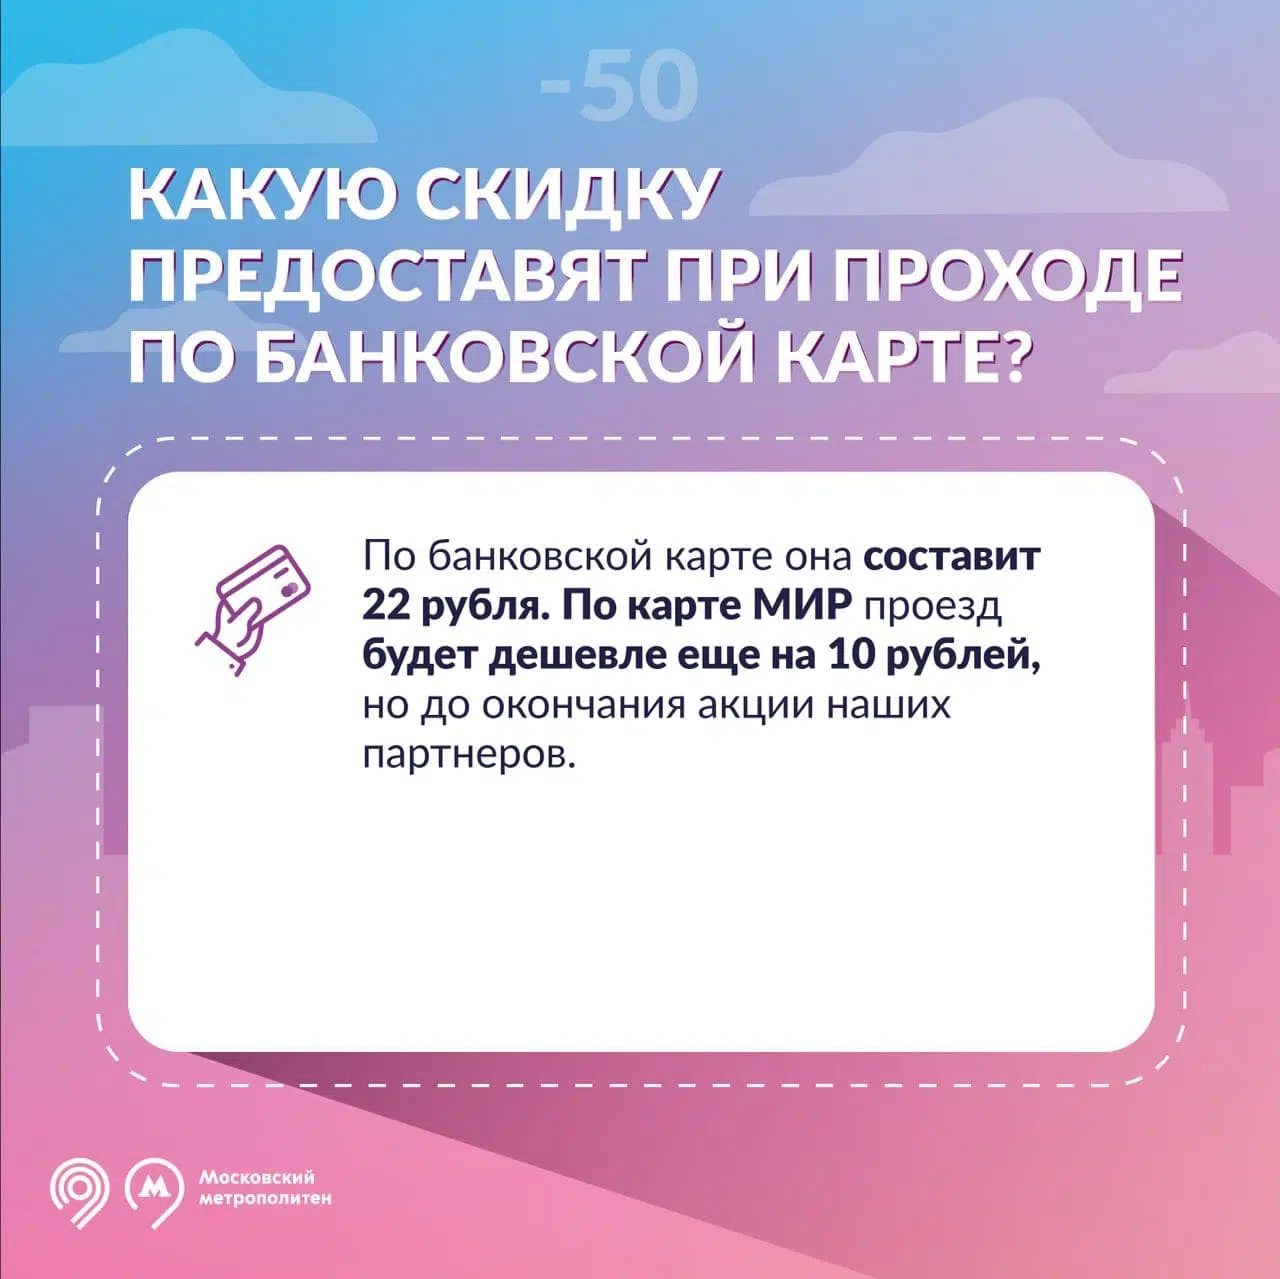 -50
КАКУЮ СКИДКУ
ПРЕДОСТАВЯТ ПРИ ПРОХОДЕ
ПО БАНКОВСКОЙ КАРТЕ?
По банковской карте она составит
22 рубля. По карте МИР проезд
будет дешевле еще на 10 рублей,
но до окончания акции наших
партнеров.
Московский
метрополитен